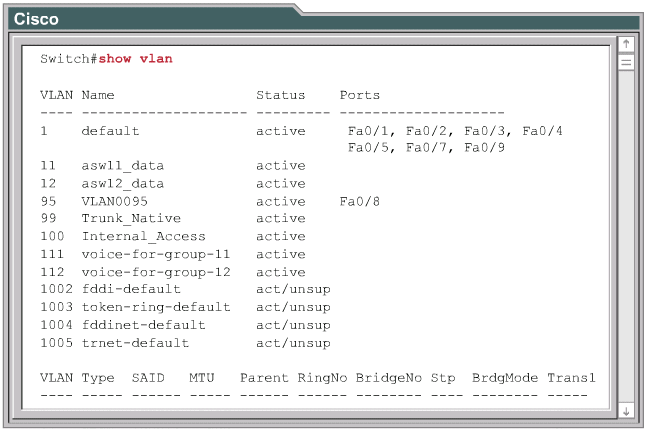 Cisco
Switch#show vlan
VLAN Name Status Ports
---- -------------------- --------- --------------------
1 default active Fa0/1, Fa0/2, Fa0/3, Fa0/4
Fa0/5, Fa0/7, Fa0/9
11 asw11_data active
12 asw12_data active
95 VLAN0095 active Fa0/8
99 Trunk_Native active
100 Internal_Access active
111 voice-for-group-11 active
112 voice-for-group-12 active
1002 fddi-default act/unsup
1003 token-ring-default act/unsup
1004 fddinet-default act/unsup
1005 trnet-default act/unsup
VLAN Type SAID MTU Parent RingNo BridgeNo Stp BrdgMode Trans1
---- ----- ------ ----- ------ ------ -------- ---- -------- -----